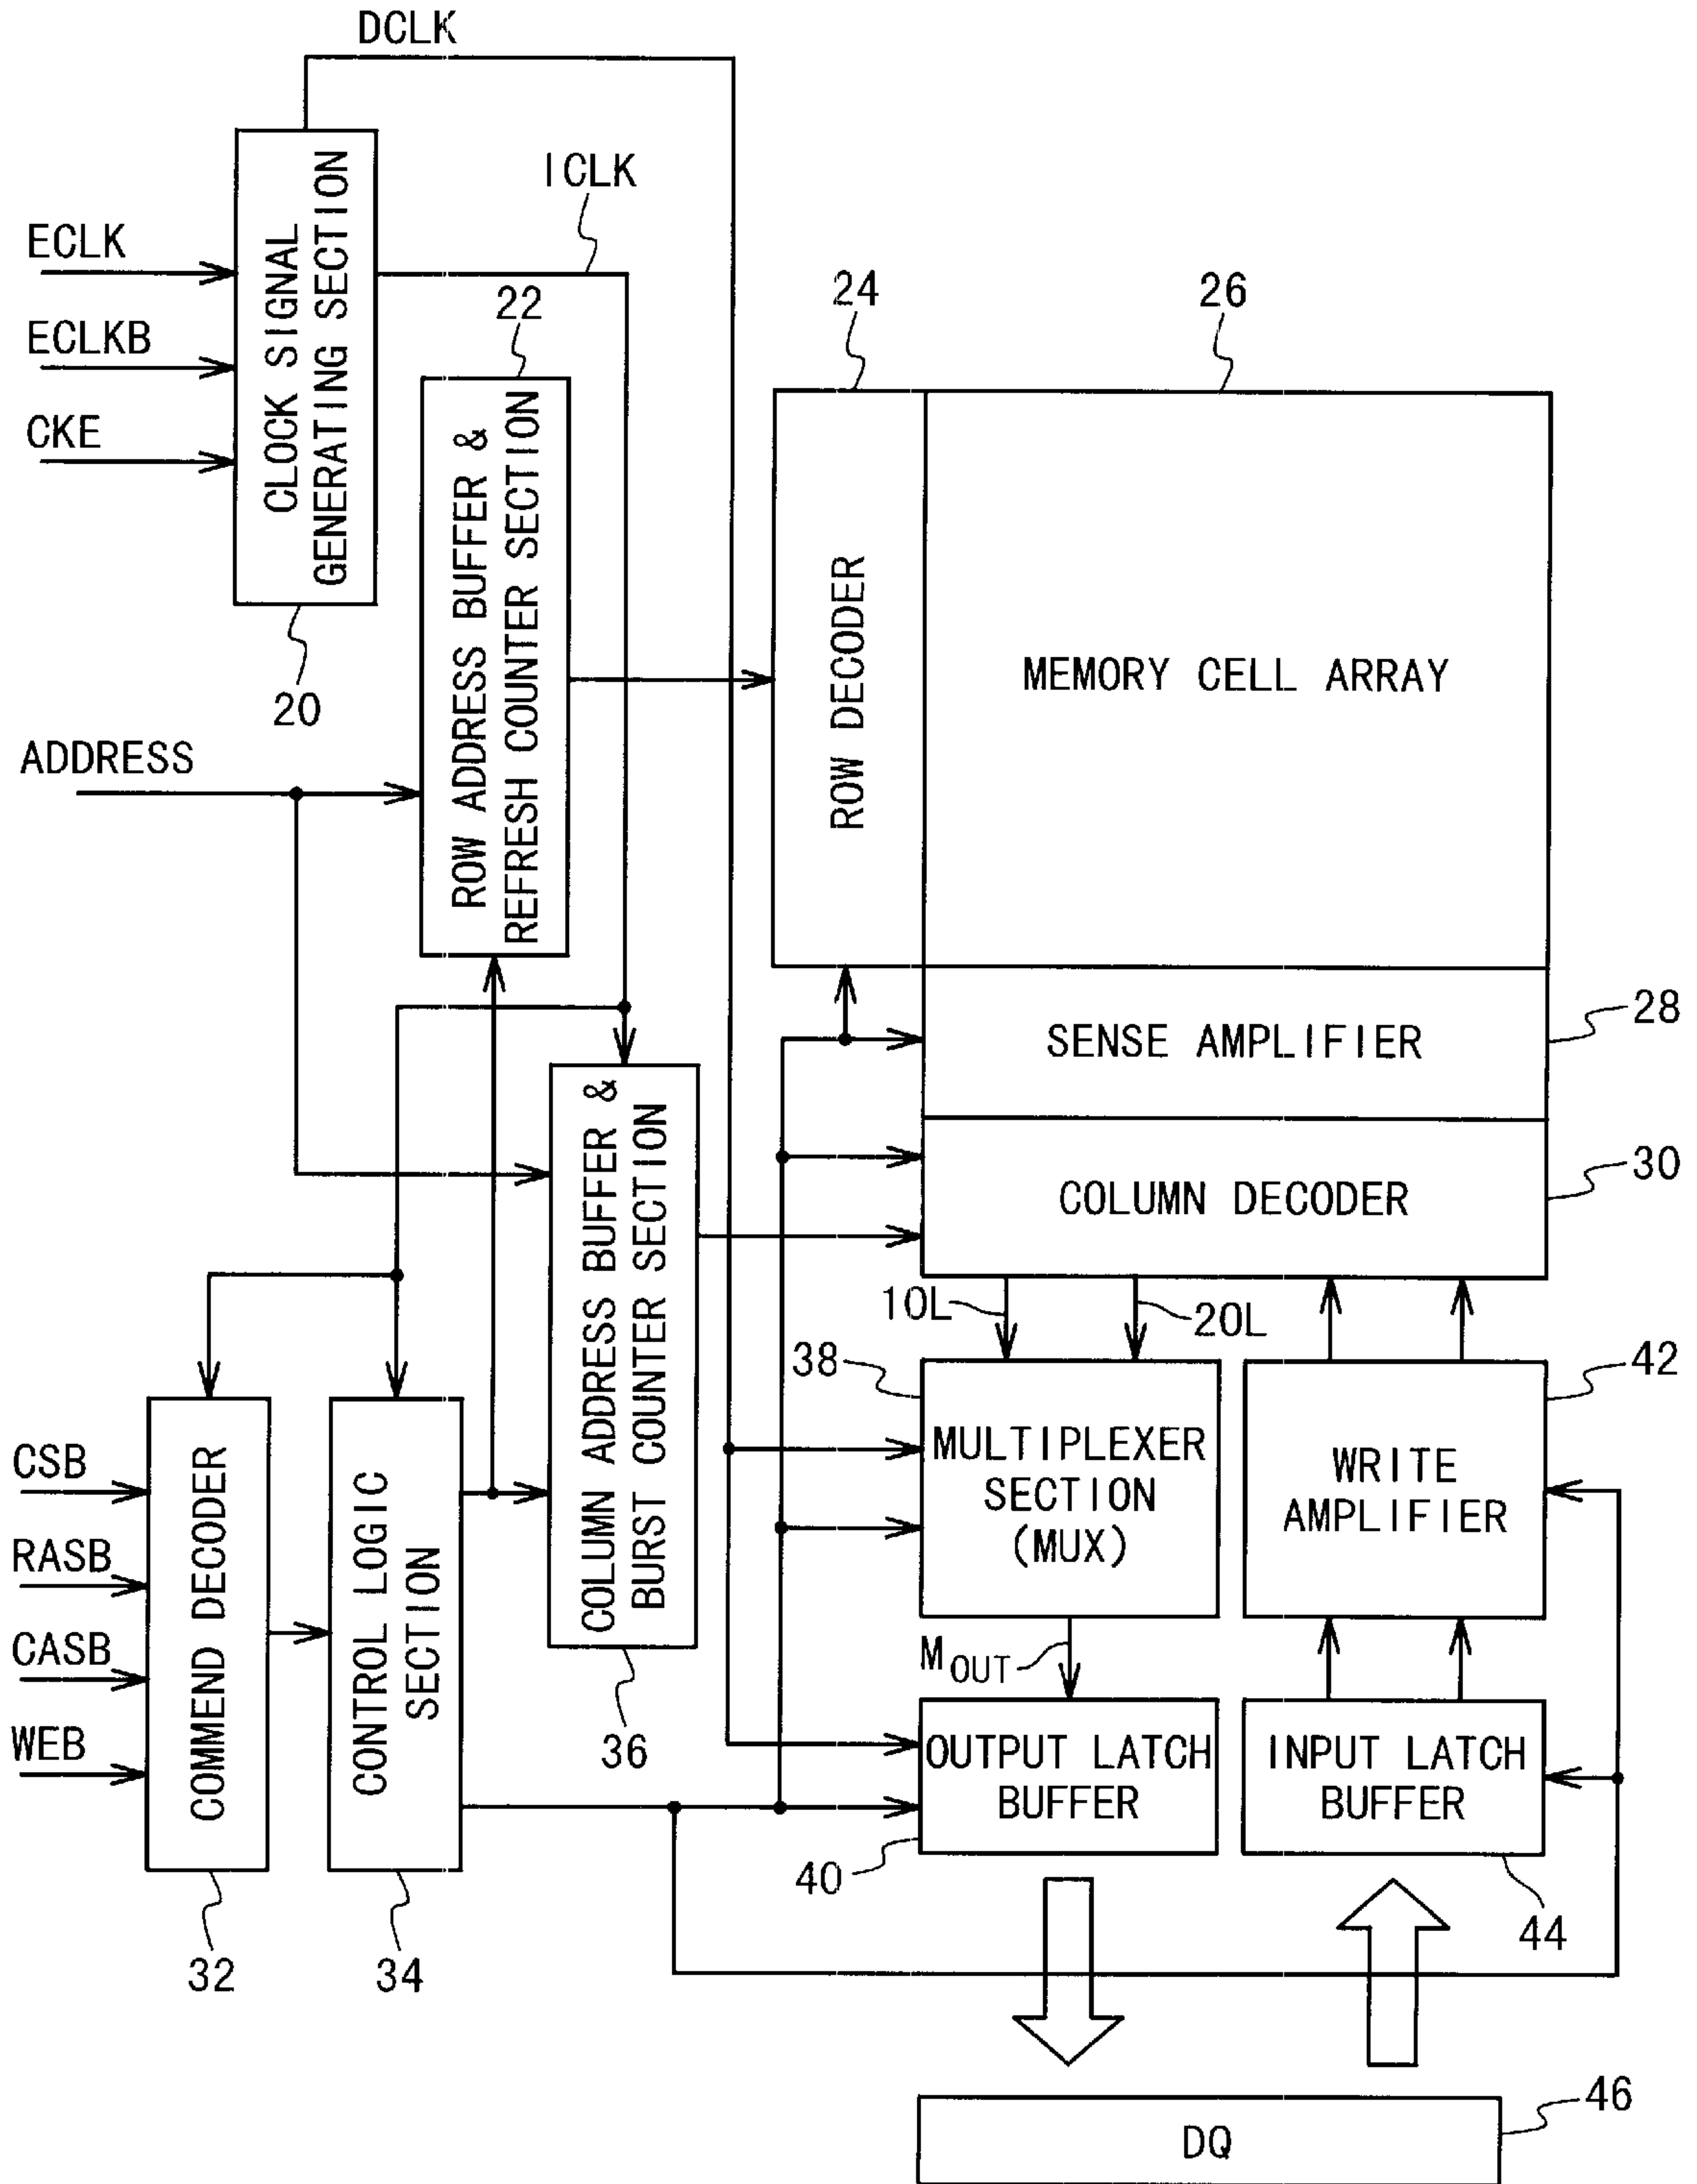 DCLK
ICLK
ECLK
ECLKB
CKE
CLOCK SIGNAL
GENERATING SECTION
20
22
ROW ADDRESS BUFFER &
REFRESH COUNTER SECTION
24
26
ROW DECODER
MEMORY CELL ARRAY
ADDRESS
SENSE AMPLIFIER
28
COLUMN DECODER
30
COLUMN ADDRESS BUFFER &
BURST COUNTER SECTION
36
10L
20L
38
MULTIPLEXER
SECTION
(MUX)
42
WRITE
AMPLIFIER
CSB
RASB
CASB
WEB
COMMEND DECODER
32
CONTROL LOGIC
SECTION
34
MOUT
OUTPUT LATCH
BUFFER
40
INPUT LATCH
BUFFER
44
46
DQ